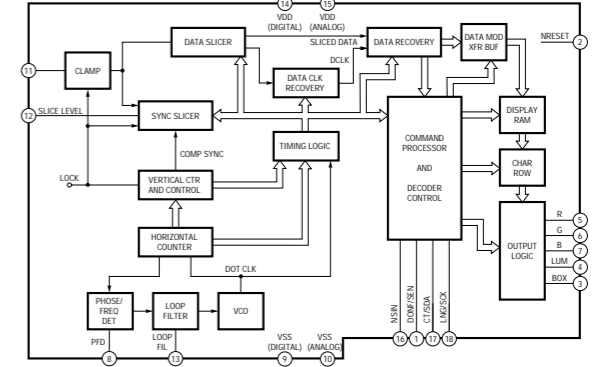 14
15
VDD
(DIGITAL)
VDD
(ANALOG)
DATA SLICER
SLICED DATA
DCLK
DATA RECOVERY
DATA MOD
XFR BUF
NRESET
2
11
CLAMP
DATA CLK
RECOVERY
12
SLICE LEVEL
SYNC SLICER
DISPLAY
RAM
COMP SYNC
TIMING LOGIC
COMMAND
PROCESSOR
AND
DECODER
CONTROL
CHAR
ROW
LOCK
VERTICAL CTR
AND CONTROL
HORIZONTAL
COUNTER
OUTPUT
LOGIC
R
5
G
6
B
7
LUM
4
BOX
3
DOT CLK
PHOSE/
FREQ
DET
LOOP
FILTER
VCO
NSIN
DONF/SEN
CT/SDA
LNG/SCK
PFD
LOOP
FIL
VSS
(DIGITAL)
VSS
(ANALOG)
8
13
9
10
16
1
17
18